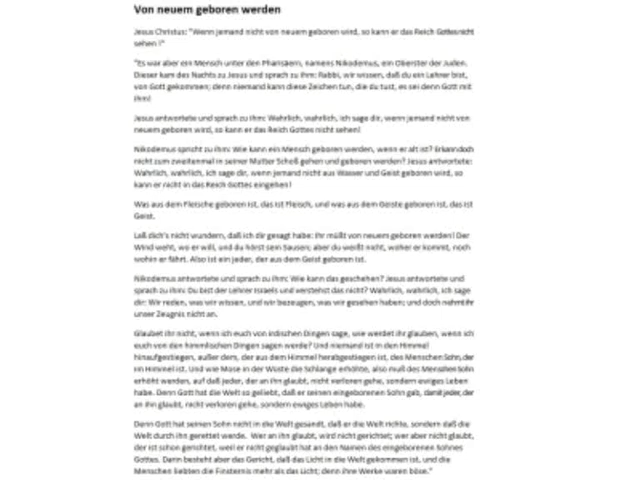 Von neuem geboren werden
Jesus Christus: "Wenn jemand nicht von neuem geboren wird, so kann er das Reich Gottes nicht
sehen !"
"Es war aber ein Mensch unter den Pharisäern, namens Nikodemus, ein Oberster der Juden.
Dieser kam des Nachts zu Jesus und sprach zu ihm: Rabbi, wir wissen, daß du ein Lehrer bist,
von Gott gekommen; denn niemand kann diese Zeichen tun, die du tust, es sei denn Gott mit
ihm!
Jesus antwortete und sprach zu ihm: Wahrlich, wahrlich, ich sage dir, wenn jemand nicht von
neuem geboren wird, so kann er das Reich Gottes nicht sehen!
Nikodemus spricht zu ihm: Wie kann ein Mensch geboren werden, wenn er alt ist? Er kann doch
nicht zum zweitenmal in seiner Mutter Schoß gehen und geboren werden? Jesus antwortete:
Wahrlich, wahrlich, ich sage dir, wenn jemand nicht aus Wasser und Geist geboren wird, so
kann er nicht in das Reich Gottes eingehen!
Was aus dem Fleische geboren ist, das ist Fleisch, und was aus dem Geiste geboren ist, das ist
Geist.
Laß dich's nicht wundern, daß ich dir gesagt habe: Ihr müßt von neuem geboren werden! Der
Wind weht, wo er will, und du hörst sein Sausen; aber du weißt nicht, woher er kommt, noch
wohin er fährt. Also ist ein jeder, der aus dem Geist geboren ist.
Nikodemus antwortete und sprach zu ihm: Wie kann das geschehen? Jesus antwortete und
sprach zu ihm: Du bist der Lehrer Israels und verstehst das nicht? Wahrlich, wahrlich, ich sage
dir: Wir reden, was wir wissen, und wir bezeugen, was wir gesehen haben; und doch nehmt ihr
unser Zeugnis nicht an.
Glaubet ihr nicht, wenn ich euch von irdischen Dingen sage, wie werdet ihr glauben, wenn ich
euch von den himmlischen Dingen sagen werde? Und niemand ist in den Himmel
hinaufgestiegen, außer dem, der aus dem Himmel herabgestiegen ist, des Menschen Sohn, der
im Himmel ist. Und wie Mose in der Wüste die Schlange erhöhte, also muß des Menschen Sohn
erhöht werden, auf daß jeder, der an ihn glaubt, nicht verloren gehe, sondern ewiges Leben
habe. Denn Gott hat die Welt so geliebt, daß er seinen eingeborenen Sohn gab, damit jeder, der
an ihn glaubt, nicht verloren gehe, sondern ewiges Leben habe.
Denn Gott hat seinen Sohn nicht in die Welt gesandt, daß er die Welt richte, sondern daß die
Welt durch ihn gerettet werde. Wer an ihn glaubt, wird nicht gerichtet; wer aber nicht glaubt,
der ist schon gerichtet, weil er nicht geglaubt hat an den Namen des eingeborenen Sohnes
Gottes. Darin besteht aber das Gericht, daß das Licht in die Welt gekommen ist, und die
Menschen liebten die Finsternis mehr als das Licht; denn ihre Werke waren böse."